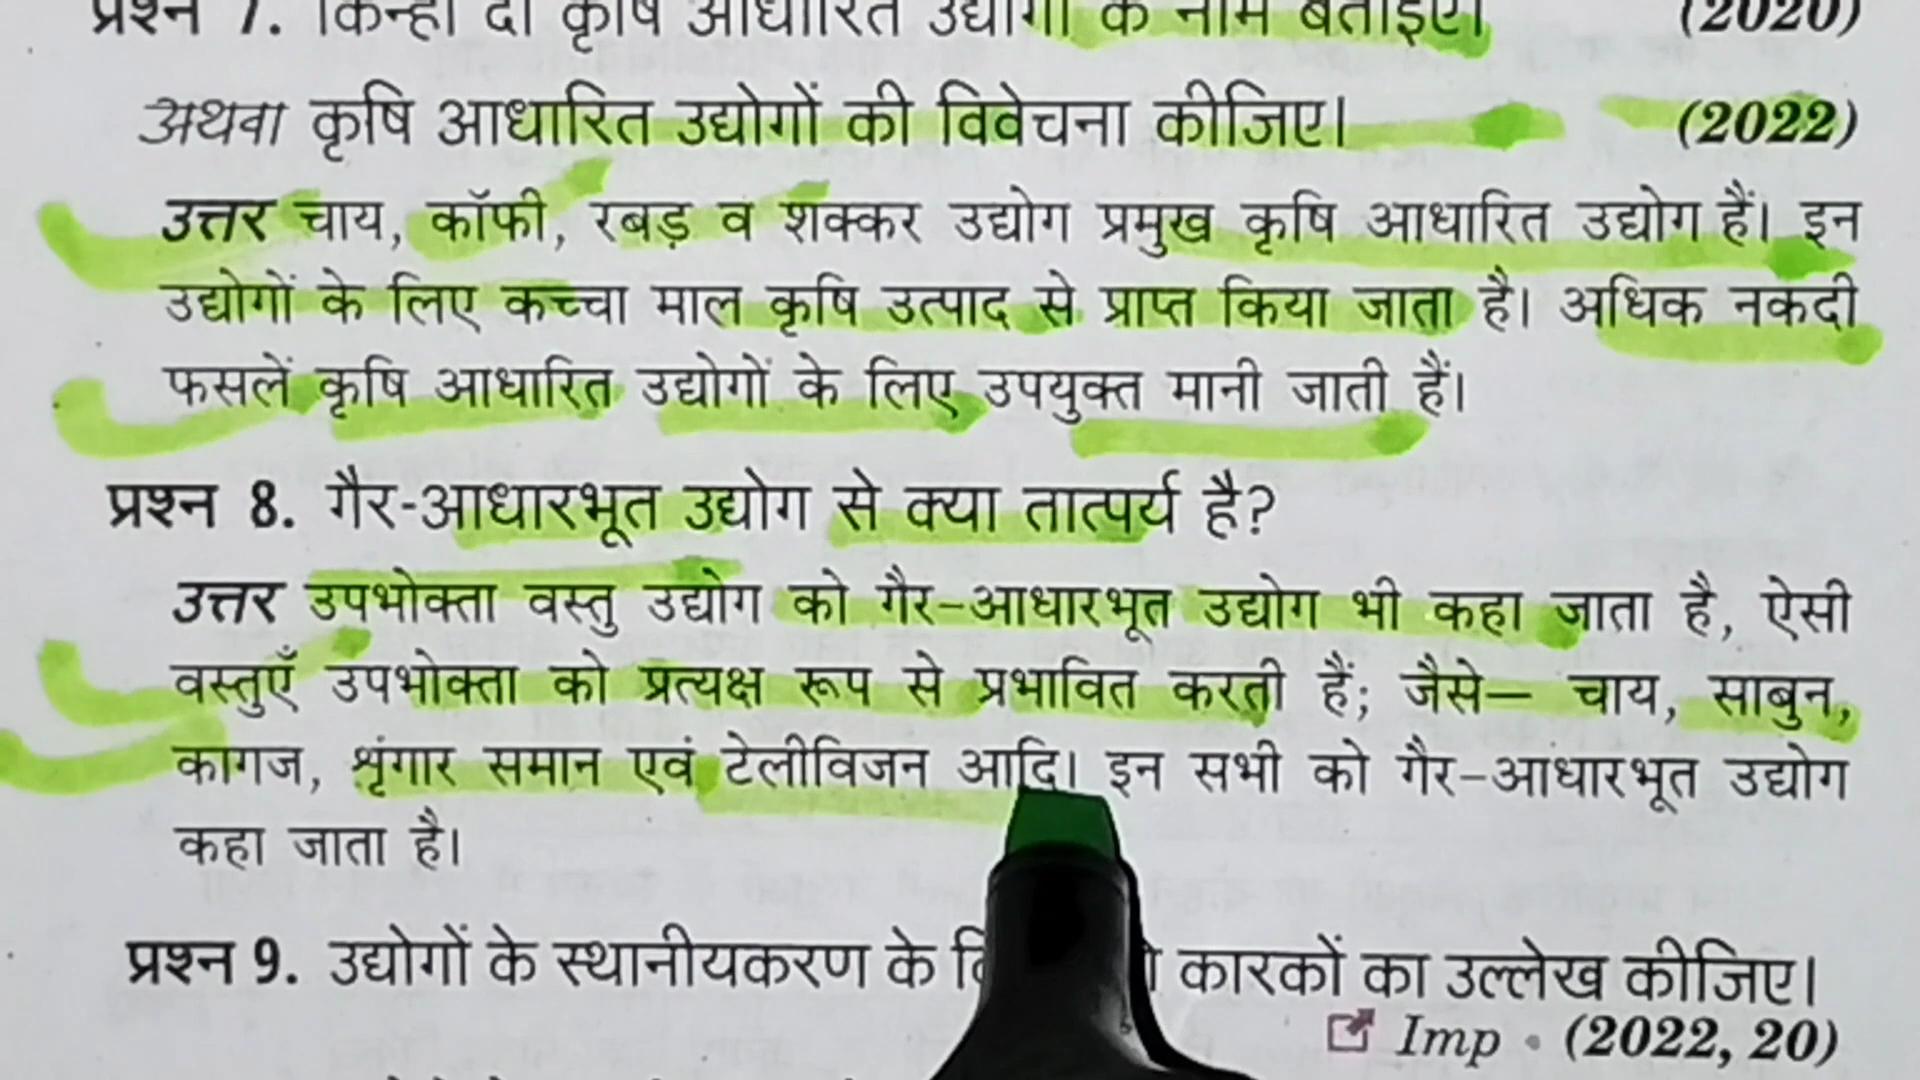 प्रश्न 7. किन्हीं दो कृषि आधारित उद्योगों के नाम बताइए। (2020)
अथवा कृषि आधारित उद्योगों की विवेचना कीजिए। (2022)
उत्तर चाय, कॉफी, रबड़ व शक्कर उद्योग प्रमुख कृषि आधारित उद्योग हैं। इन
उद्योगों के लिए कच्चा माल कृषि उत्पाद से प्राप्त किया जाता है। अधिक नकदी
फसलें कृषि आधारित उद्योगों के लिए उपयुक्त मानी जाती हैं।
प्रश्न 8. गैर-आधारभूत उद्योग से क्या तात्पर्य है?
उत्तर उपभोक्ता वस्तु उद्योग को गैर-आधारभूत उद्योग भी कहा जाता है, ऐसी
वस्तुएँ उपभोक्ता को प्रत्यक्ष रूप से प्रभावित करती हैं; जैसे— चाय, साबुन,
कागज, श्रृंगार समान एवं टेलीविजन आदि। इन सभी को गैर-आधारभूत उद्योग
कहा जाता है।
प्रश्न 9. उद्योगों के स्थानीयकरण के कारकों का उल्लेख कीजिए।
Imp • (2022, 20)